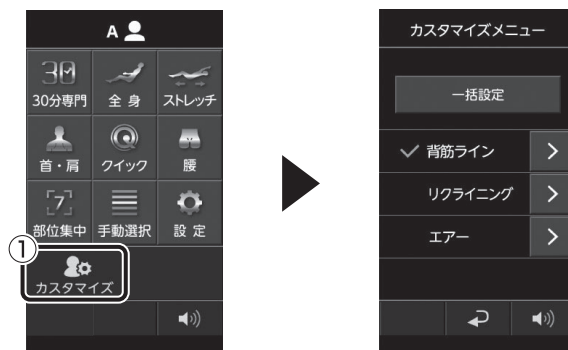 A
30
30分専門
全身
ストレッチ
首・肩
クイック
腰
7
部位集中
手動選択
設定
①
カスタマイズ
カスタマイズメニュー
一括設定
背筋ライン
リクライニング
エアー